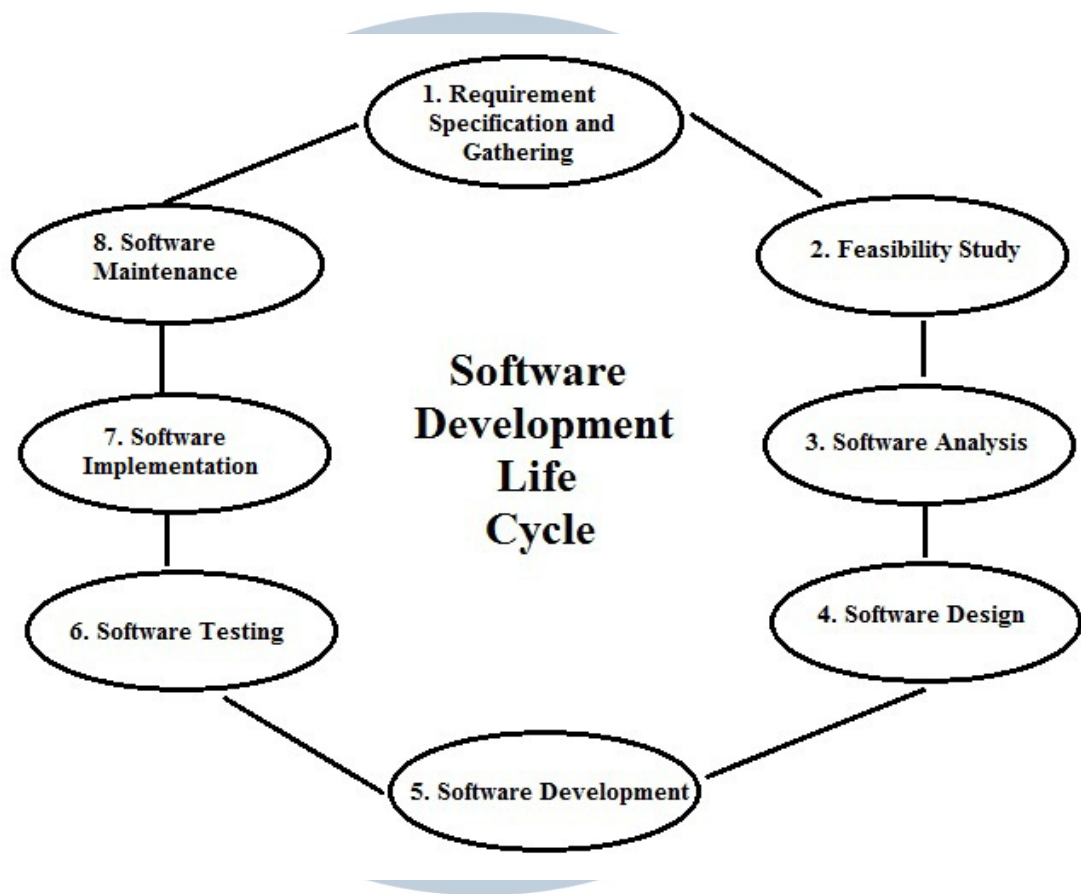 1. Requirement
Specification and
Gathering
2. Feasibility Study
3. Software Analysis
4. Software Design
5. Software Development
6. Software Testing
7. Software
Implementation
8. Software
Maintenance
Software
Development
Life
Cycle